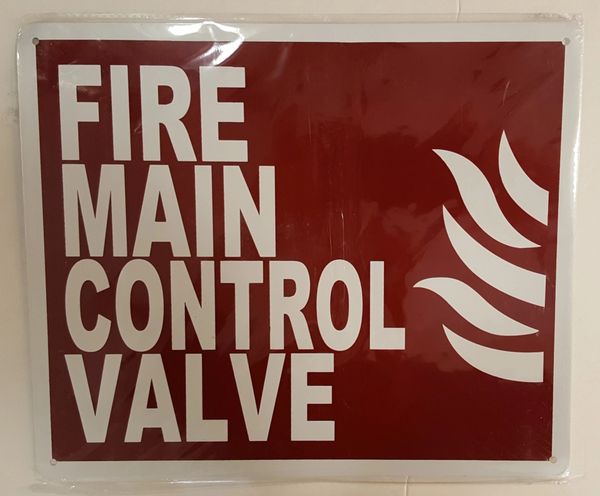 FIRE
MAIN
CONTROL
VALVE